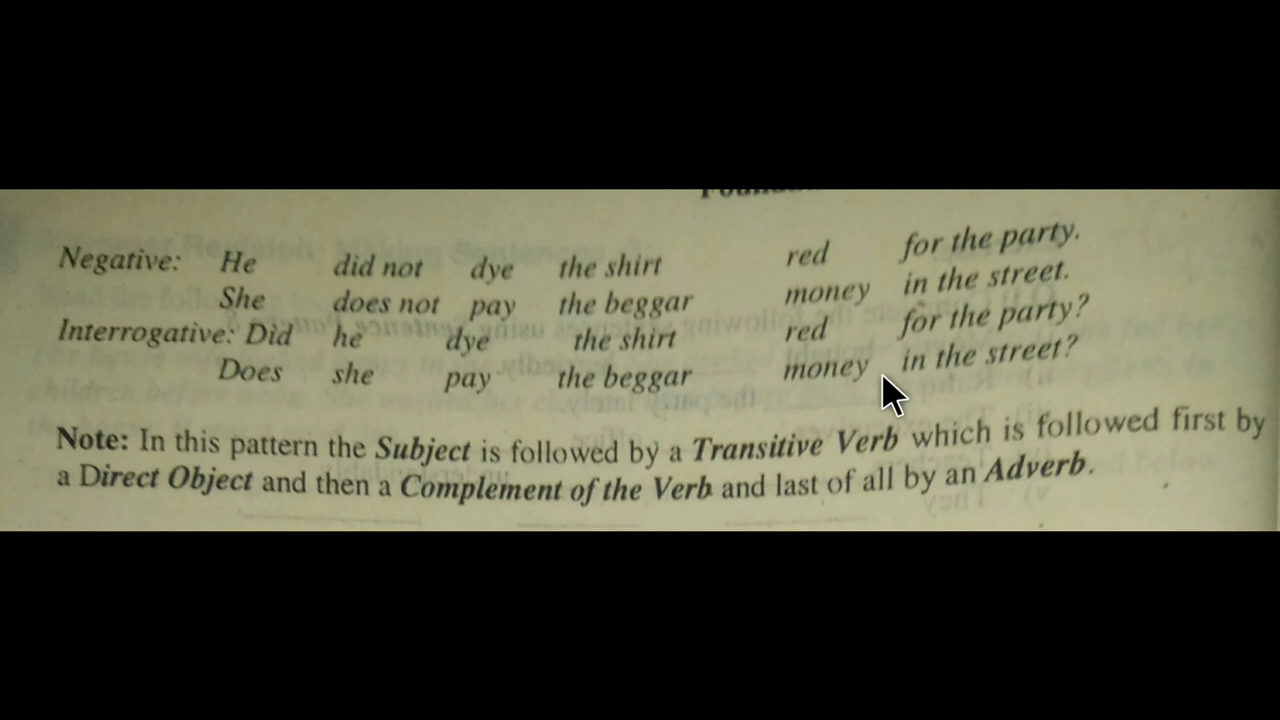 Negative: He did not dye the shirt red for the party.
She does not pay the beggar money in the street.
Interrogative: Did he dye the shirt red for the party?
Does she pay the beggar money in the street?
Note: In this pattern the Subject is followed by a Transitive Verb which is followed first by
a Direct Object and then a Complement of the Verb and last of all by an Adverb.